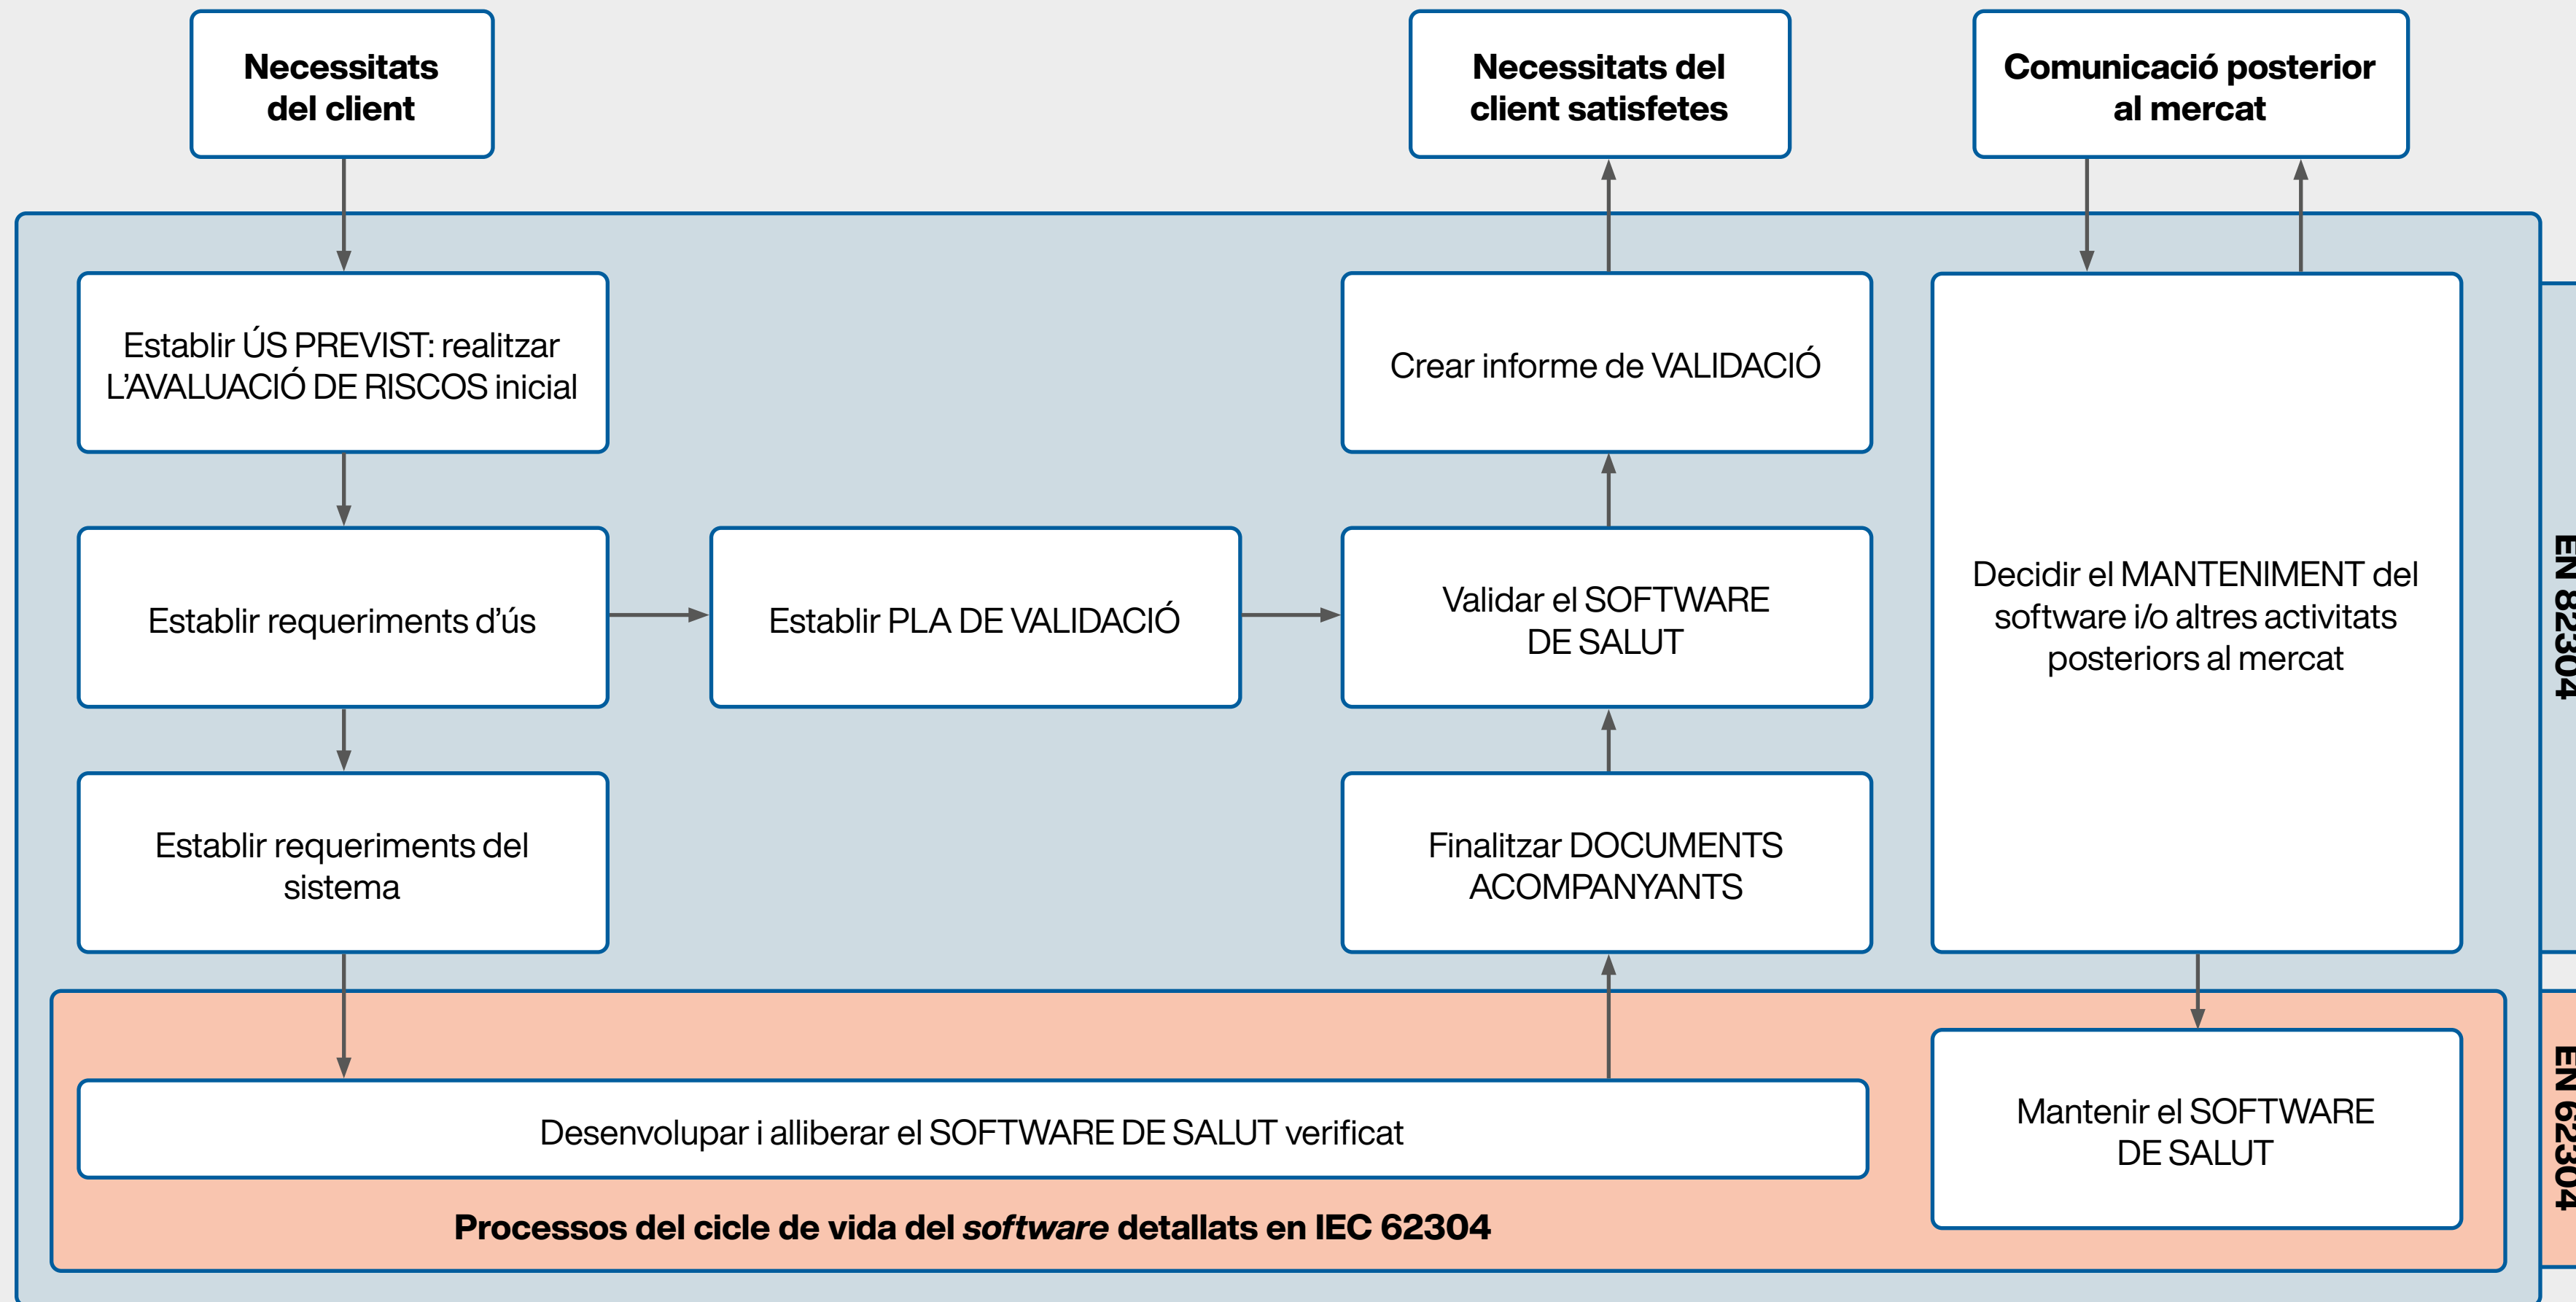 Necessitats
del client
Necessitats del
client satisfetes
Comunicació posterior
al mercat
Establir ÚS PREVIST: realitzar
L’AVALUACIÓ DE RISCOS inicial
Crear informe de VALIDACIÓ
Establir requeriments d’ús
Establir PLA DE VALIDACIÓ
Validar el SOFTWARE
DE SALUT
Decidir el MANTENIMENT del
software i/o altres activitats
posteriors al mercat
Establir requeriments del
sistema
Finalitzar DOCUMENTS
ACOMPANYANTS
Desenvolupar i alliberar el SOFTWARE DE SALUT verificat
Mantenir el SOFTWARE
DE SALUT
Processos del cicle de vida del software detallats en IEC 62304
EN 82304
EN 62304